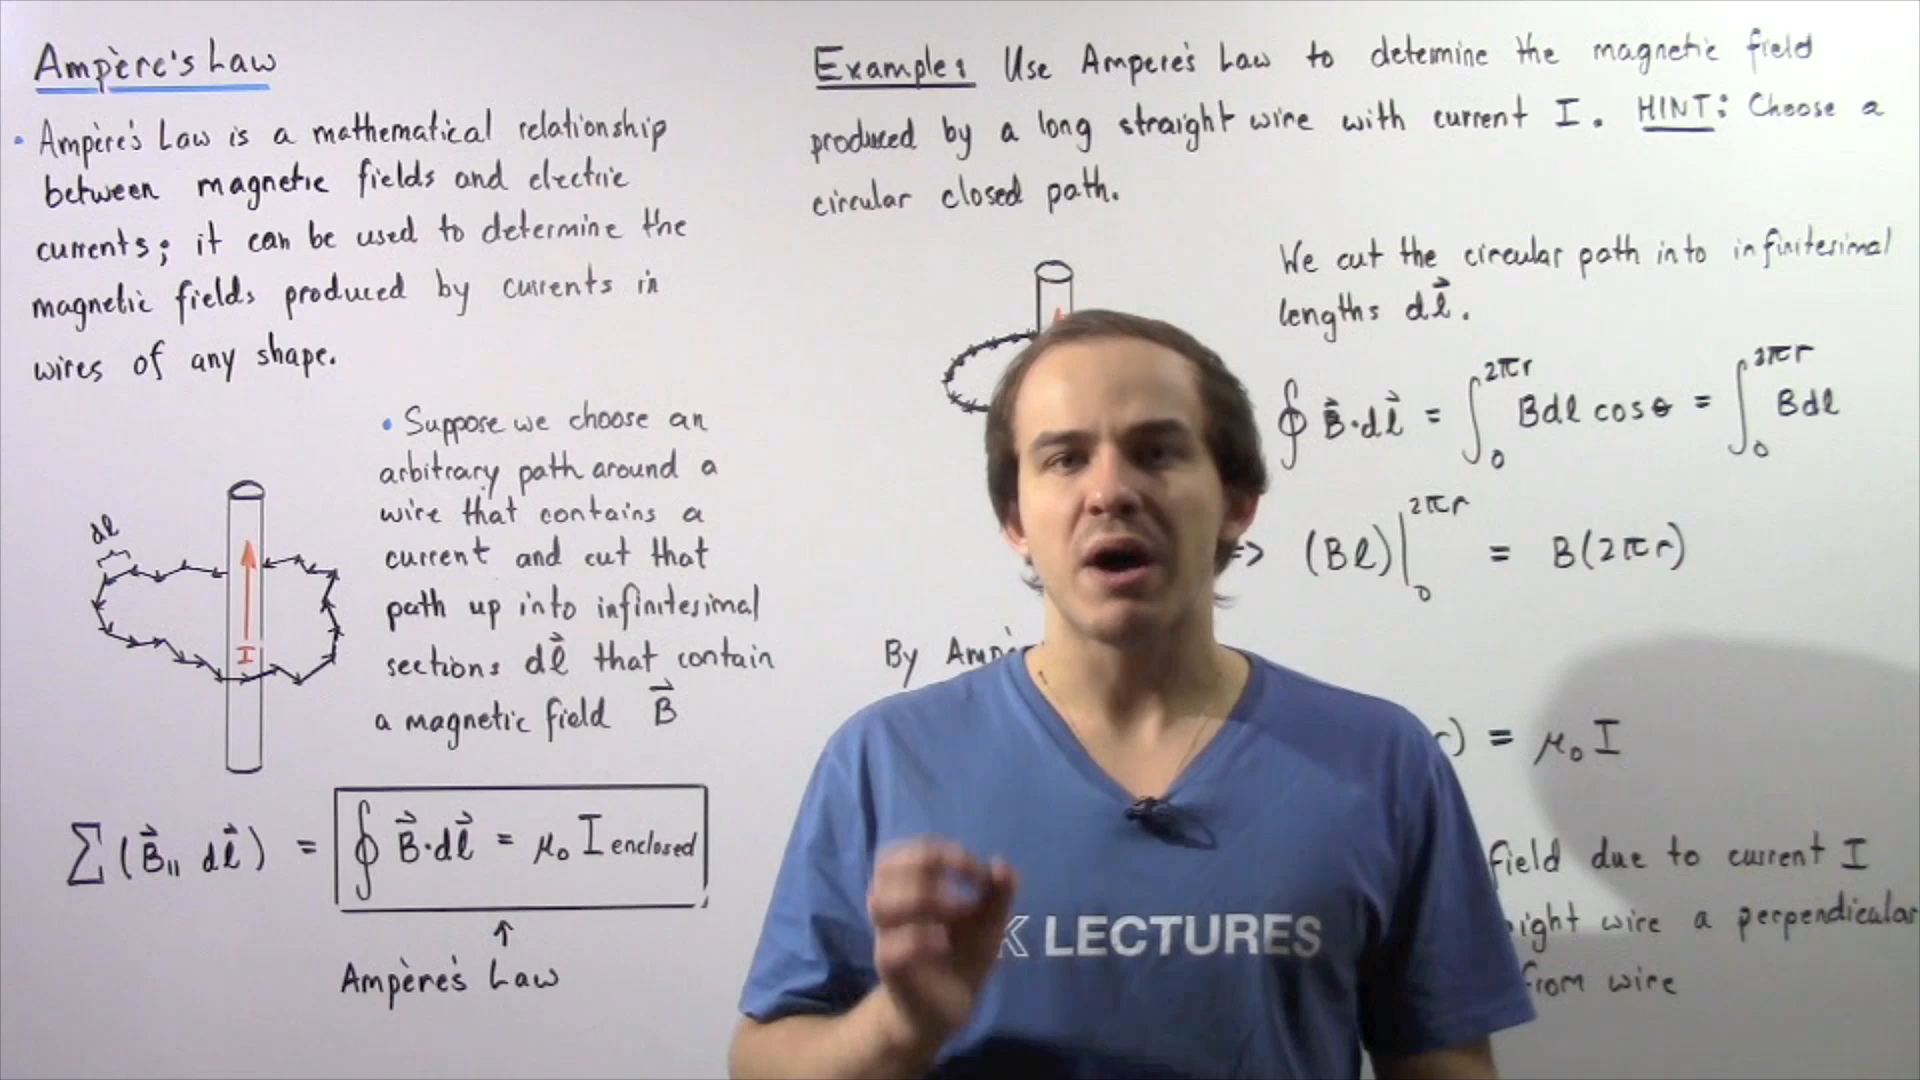 Ampère's Law
• Ampère's Law is a mathematical relationship
between magnetic fields and electric
currents; it can be used to determine the
magnetic fields produced by currents in
wires of any shape.
• Suppose we choose an
arbitrary path around a
wire that contains a
current and cut that
path up into infinitesimal
sections dl⃗ that contain
a magnetic field B⃗
dl
I
∑(B⃗₁₁ dl⃗) = ∮B⃗·dl⃗ = μ₀ I enclosed
↑
Ampère's Law
Example: Use Ampere's Law to determine the magnetic field
produced by a long straight wire with current I. HINT: Choose a
circular closed path.
We cut the circular path into infinitesimal
lengths dl⃗.
∮B⃗·dl⃗ = ∫₀^2πr Bdl cosθ = ∫₀^2πr Bdl
=> (Bl)|₀^2πr = B(2πr)
By
) = μ₀I
field due to current I
wire a perpendicular
from wire
K LECTURES